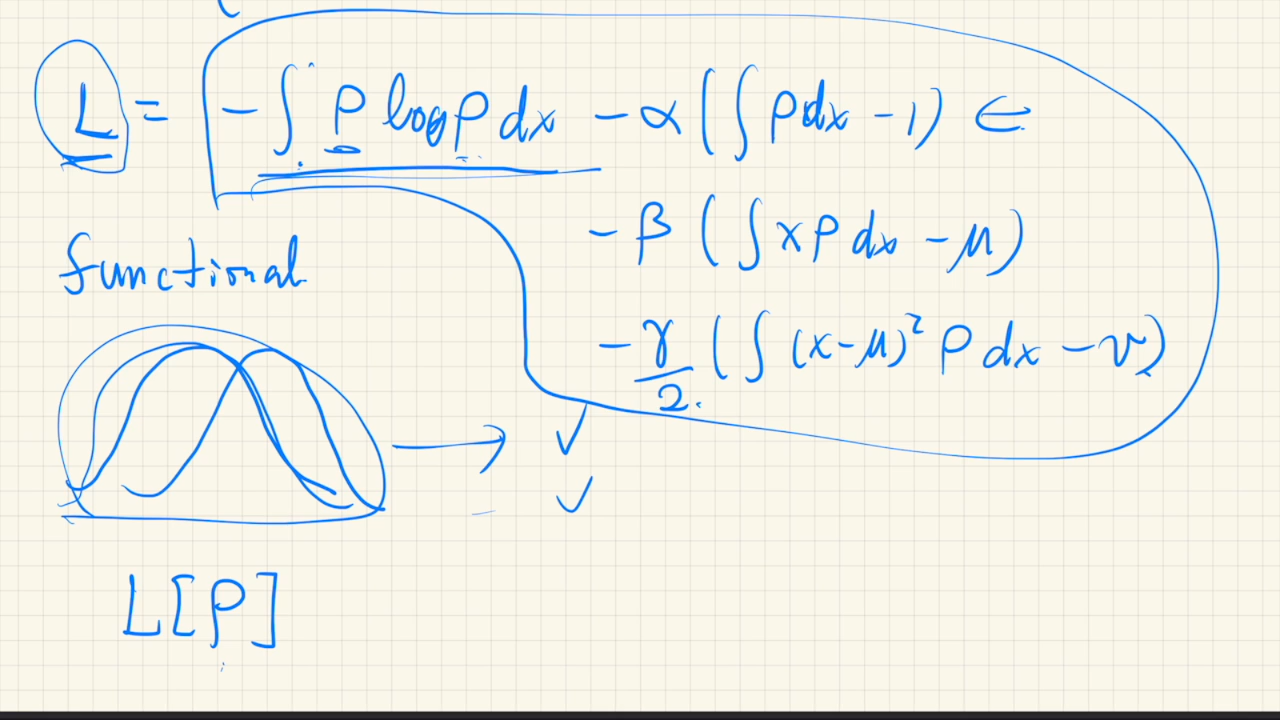 L = - ∫ ρ log ρ dx - α ( ∫ ρ dx - 1 ) ∈
- β ( ∫ x ρ dx - μ )
functional
- γ/2 ( ∫ (x-μ)² ρ dx - v )
L[ρ]